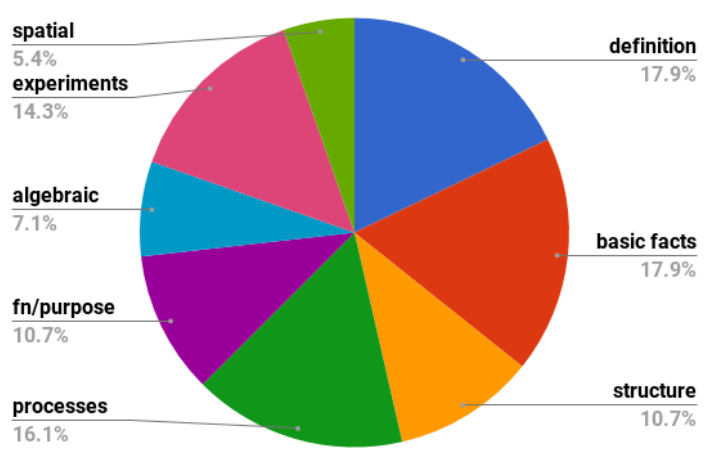 spatial
5.4%
experiments
14.3%
algebraic
7.1%
fn/purpose
10.7%
processes
16.1%
definition
17.9%
basic facts
17.9%
structure
10.7%